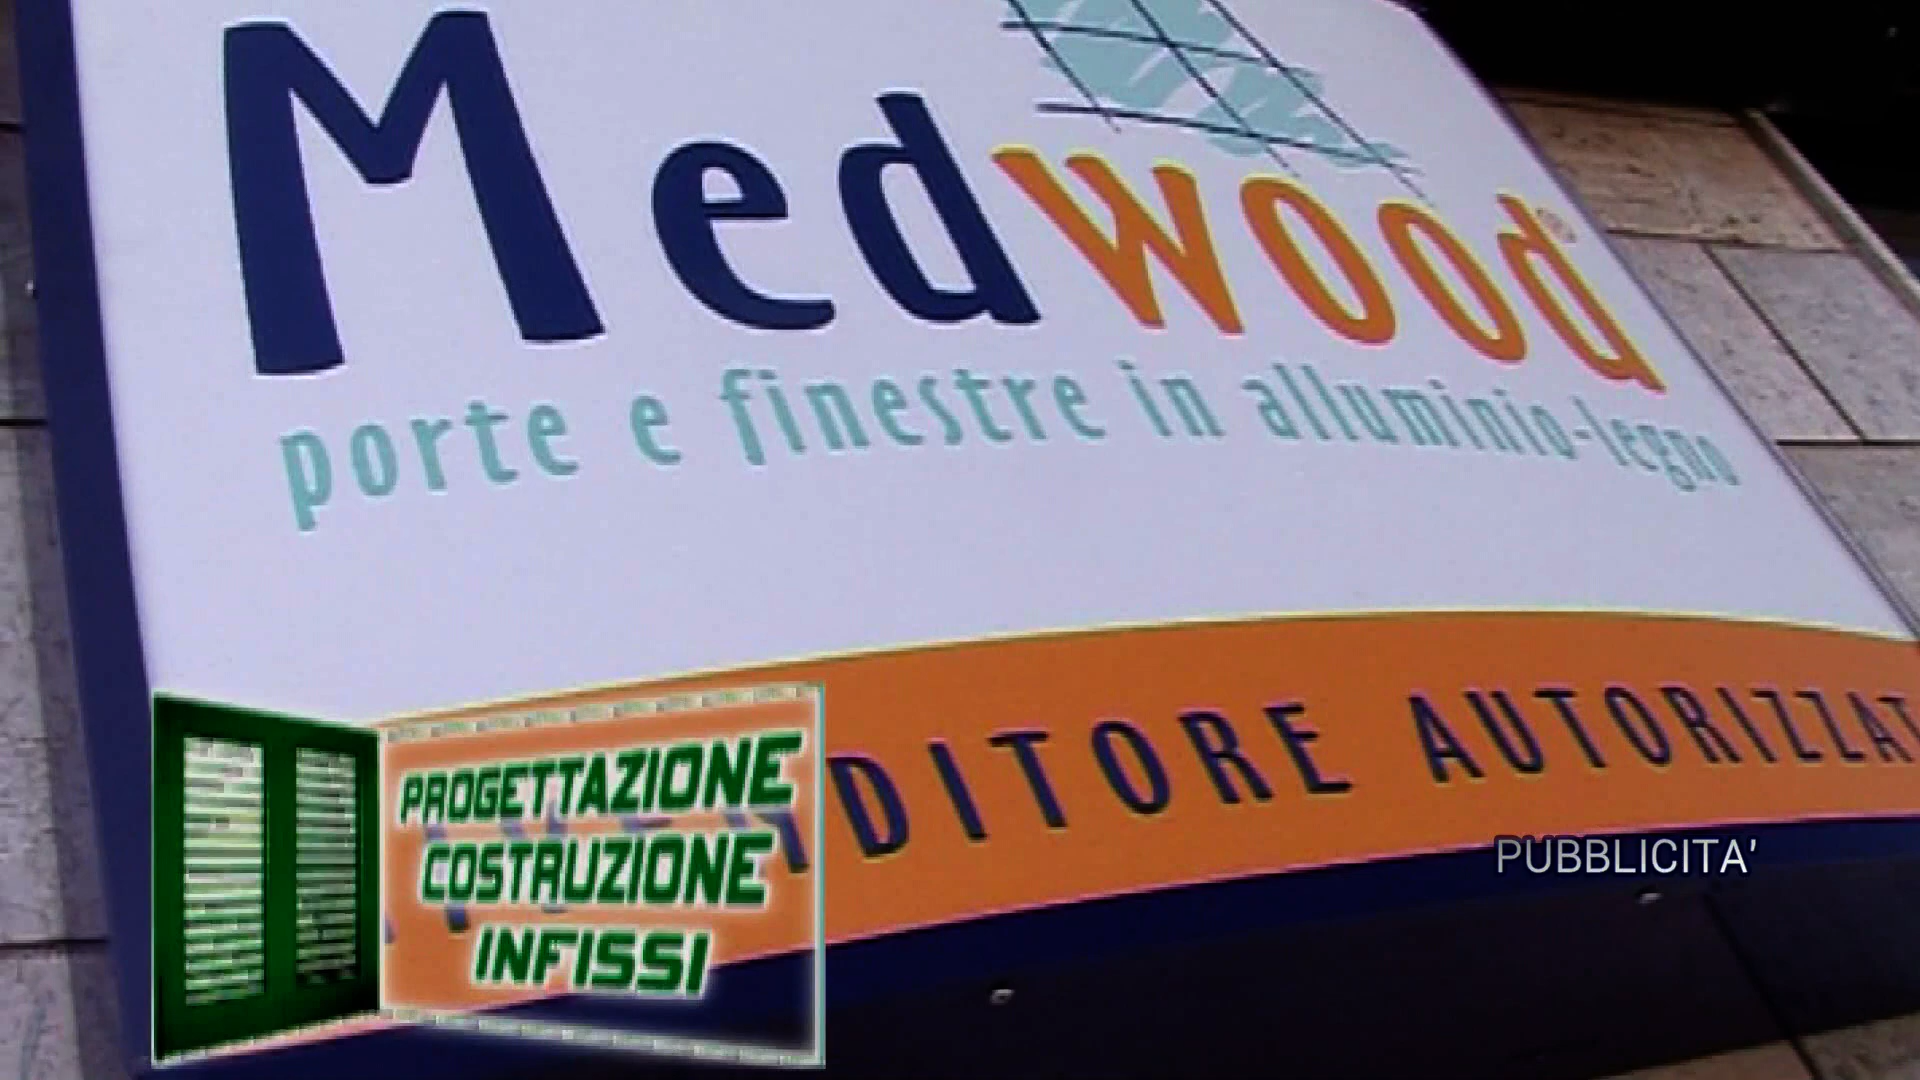 Medwood®
porte e finestre in alluminio-legno
DITORE AUTORIZZAT
PROGETTAZIONE
COSTRUZIONE
INFISSI
PUBBLICITA'